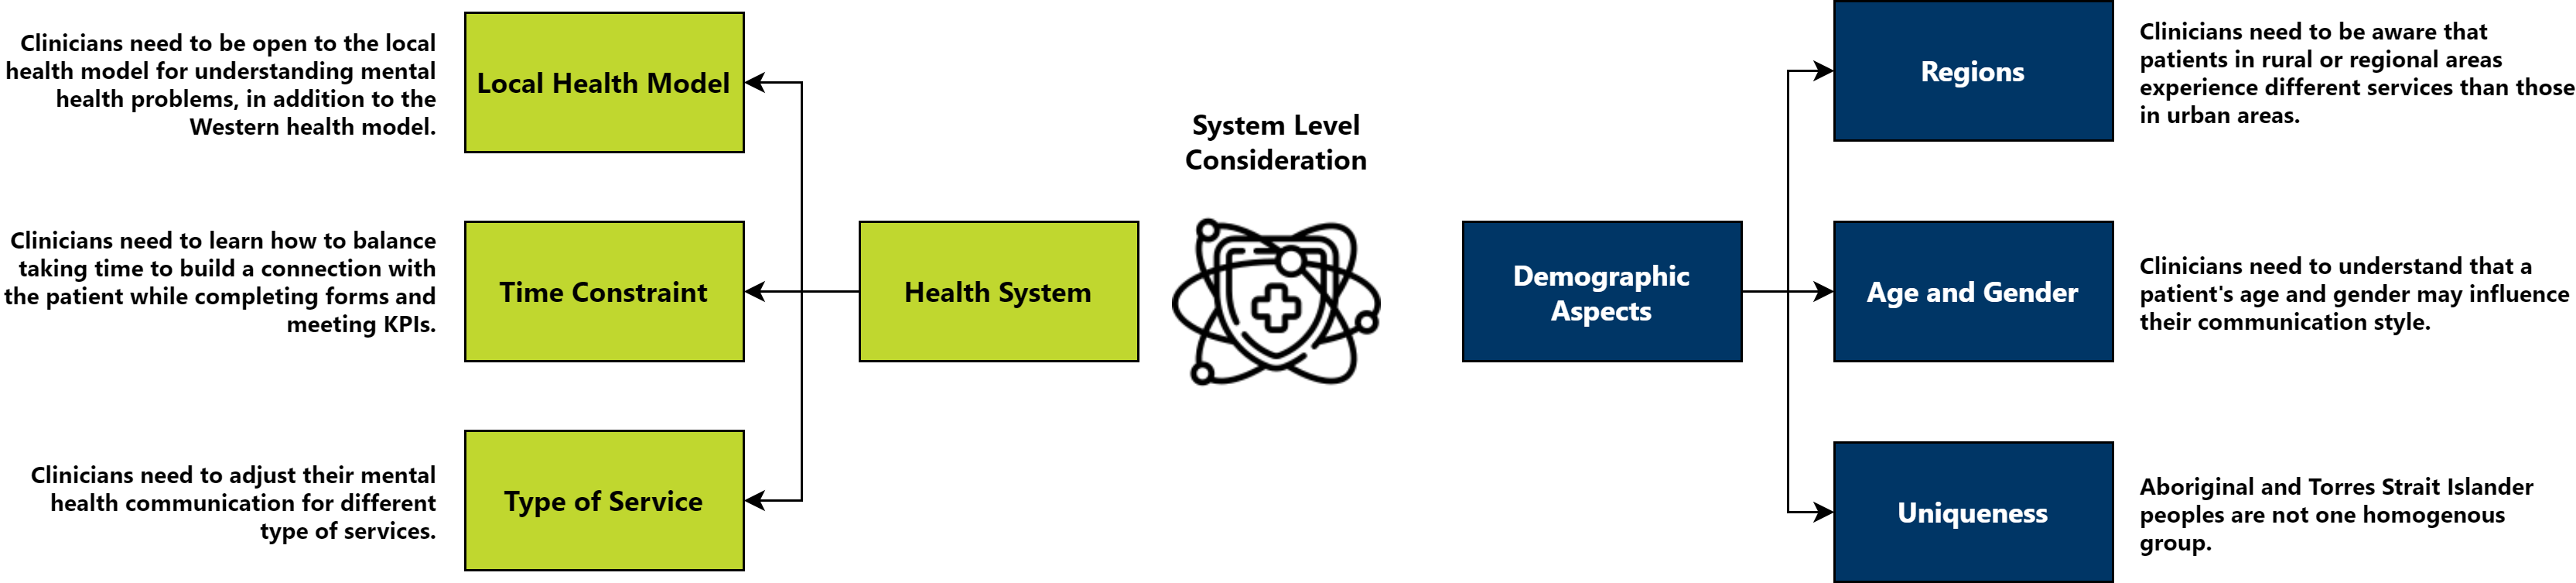 Clinicians need to be open to the local
health model for understanding mental
health problems, in addition to the
Western health model.
Local Health Model
Clinicians need to learn how to balance
taking time to build a connection with
the patient while completing forms and
meeting KPIs.
Time Constraint
Clinicians need to adjust their mental
health communication for different
type of services.
Type of Service
Health System
System Level
Consideration
Demographic
Aspects
Regions
Clinicians need to be aware that
patients in rural or regional areas
experience different services than those
in urban areas.
Age and Gender
Clinicians need to understand that a
patient's age and gender may influence
their communication style.
Uniqueness
Aboriginal and Torres Strait Islander
peoples are not one homogenous
group.